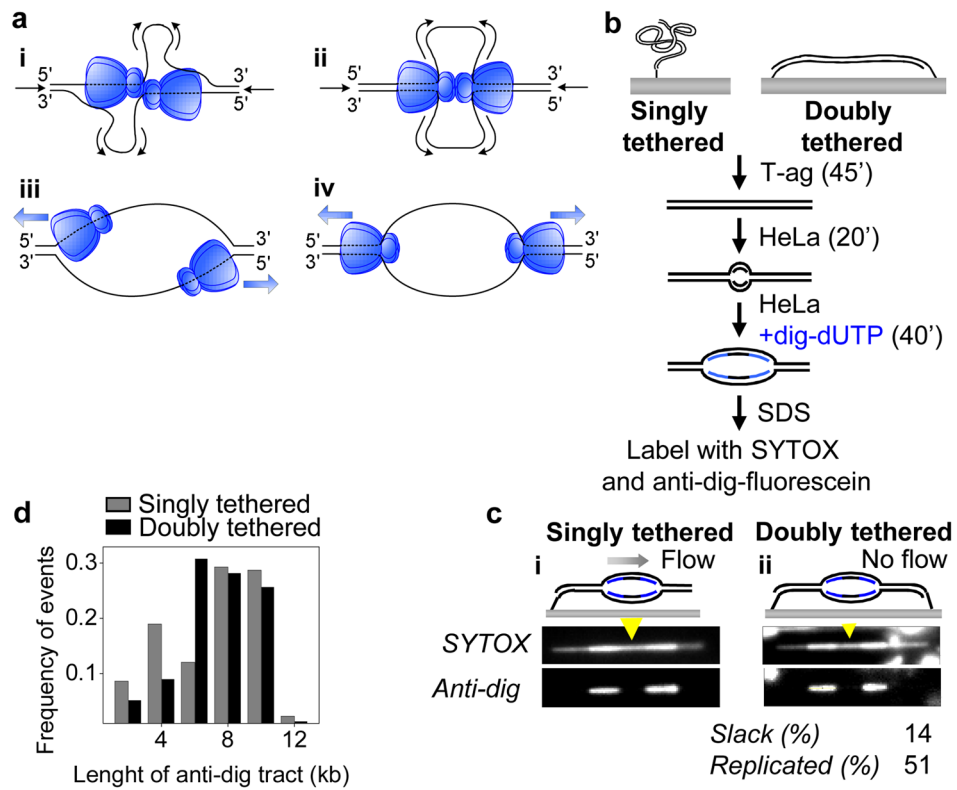 a
i
5'
3'
3'
5'
ii
5'
3'
3'
5'
iii
5'
3'
3'
5'
iv
5'
3'
3'
5'
b
Singly
tethered
Doubly
tethered
T-ag (45’)
HeLa (20’)
HeLa
+dig-dUTP (40’)
SDS
Label with SYTOX
and anti-dig-fluorescein
d
Singly tethered
Doubly tethered
Frequency of events
0.3
0.2
0.1
4
8
12
Lenght of anti-dig tract (kb)
c
Singly tethered
Doubly tethered
i
Flow
ii
No flow
SYTOX
Anti-dig
Slack (%) 14
Replicated (%) 51